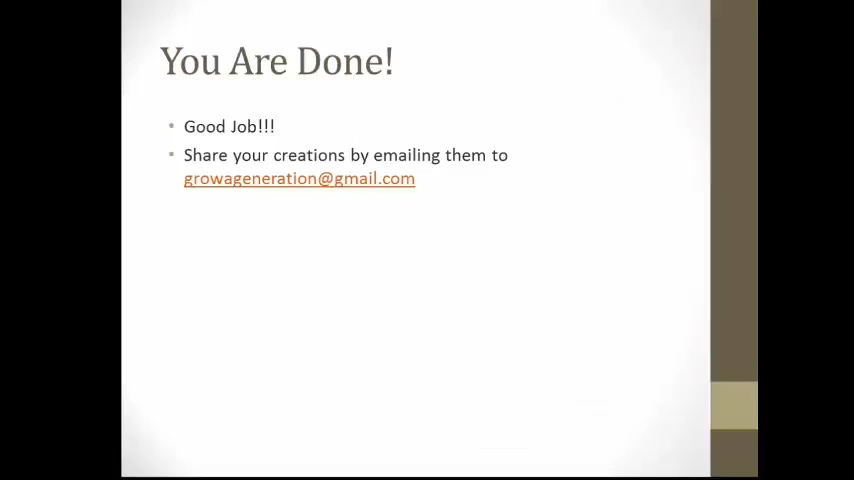 You Are Done!
• Good Job!!!
• Share your creations by emailing them to
growageneration@gmail.com